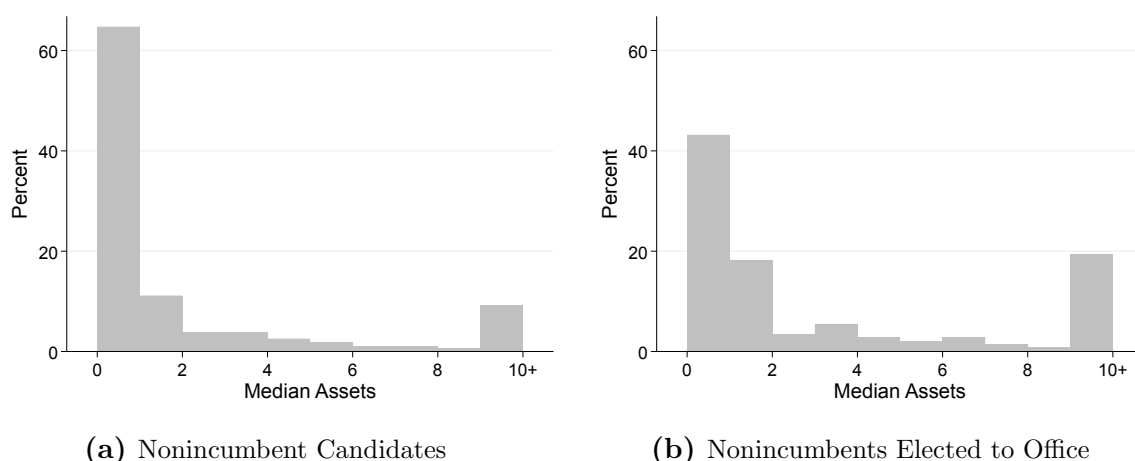 60
40
20
0
Percent
0 2 4 6 8 10+
Median Assets
(a) Nonincumbent Candidates
60
40
20
0
Percent
0 2 4 6 8 10+
Median Assets
(b) Nonincumbents Elected to Office